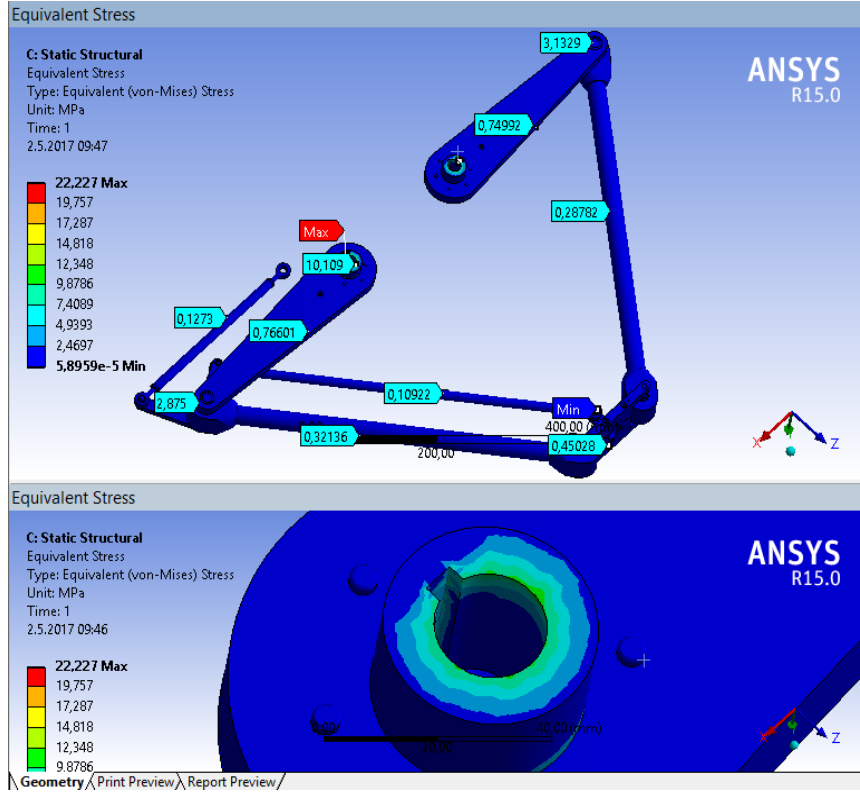 Equivalent Stress
C: Static Structural
Equivalent Stress
Type: Equivalent (von-Mises) Stress
Unit: MPa
Time: 1
2.5.2017 09:47
22,227 Max
19,757
17,287
14,818
12,348
9,8786
7,4089
4,9393
2,4697
5,8959e-5 Min
ANSYS
R15.0
3,1329
0,74992
0,28782
Max
10,109
0,1273
0,76601
2,875
0,10922
Min
400,00
0,32136
0,45028
200,00
X
Z
Equivalent Stress
C: Static Structural
Equivalent Stress
Type: Equivalent (von-Mises) Stress
Unit: MPa
Time: 1
2.5.2017 09:46
22,227 Max
19,757
17,287
14,818
12,348
9,8786
ANSYS
R15.0
(mm)
X
Z
Geometry Print Preview Report Preview